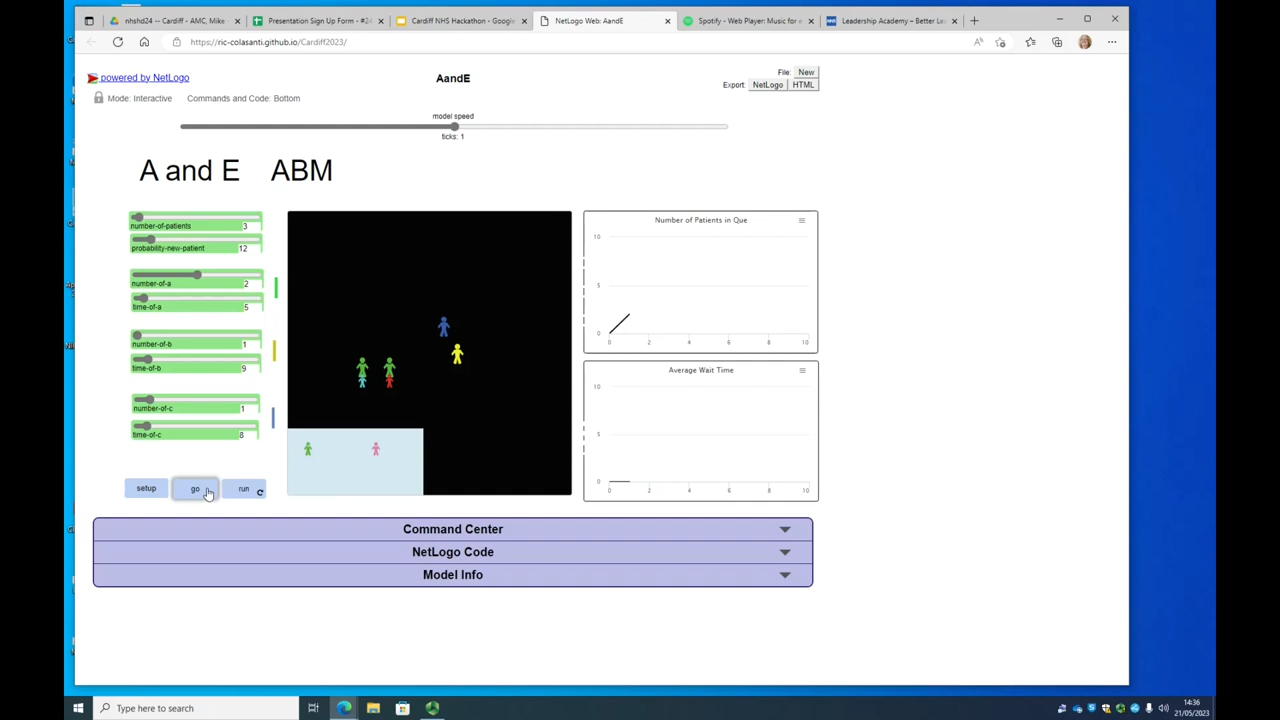 nhshd24 -- Cardiff - AMC, Mike
Presentation Sign Up Form - #24
Cardiff NHS Hackathon - Google
NetLogo Web: AandE
Spotify - Web Player: Music for e
Leadership Academy – Better Le
https://ric-colasanti.github.io/Cardiff2023/
powered by NetLogo
AandE
File: New
Export: NetLogo HTML
Mode: Interactive Commands and Code: Bottom
model speed
ticks: 1
A and E ABM
number-of-patients 3
probability-new-patient 12
number-of-a 2
time-of-a 5
number-of-b 1
time-of-b 9
number-of-c 1
time-of-c 8
setup go run
Number of Patients in Que
10
5
0
0 2 4 6 8 10
Average Wait Time
10
5
0
0 2 4 6 8 10
Command Center
NetLogo Code
Model Info
Type here to search
14:36
21/05/2023